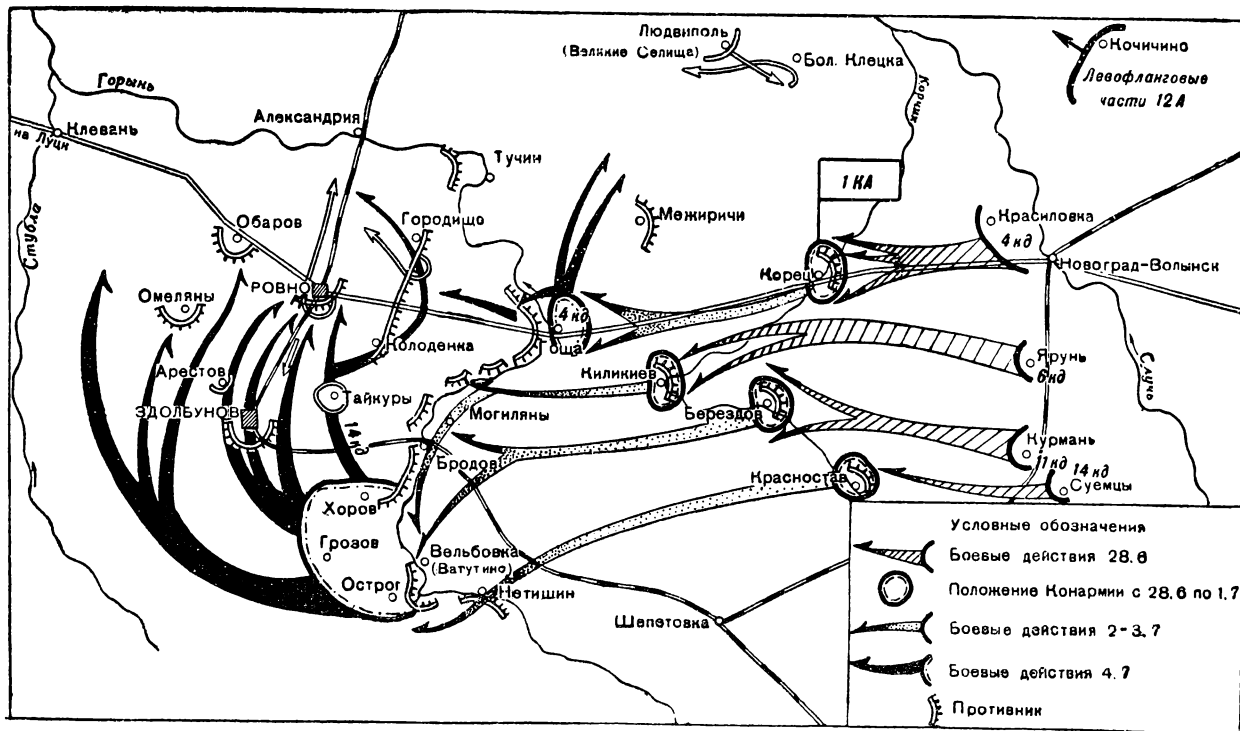 Людвиполь
(Великие Селища)
Бол. Клецка
Корчик
Кочичино
Левофланговые
части 12А
Горынь
Александрия
Клевань
на Луцк
Тучин
1 КА
Стубла
Обаров
Городище
Межиричи
Красиловка
4 кд
Корец
Новоград-Волынск
РОВНО
Омеляны
4 кд
Оща
Колоденка
Киликиев
Ярунь
6 кд
Случь
Арестов
Тайкуры
ЗДОЛБУНОВ
Могиляны
Берездов
14 кд
Бродов
Курмань
11 кд
14 кд
Суемцы
Красностав
Хоров
Грозов
Острог
Вельбовка
(Ватутино)
Нетишин
Шепетовка
Условные обозначения
Боевые действия 28.6
Положение Конармии с 28.6 по 1.7
Боевые действия 2-3.7
Боевые действия 4.7
Противник